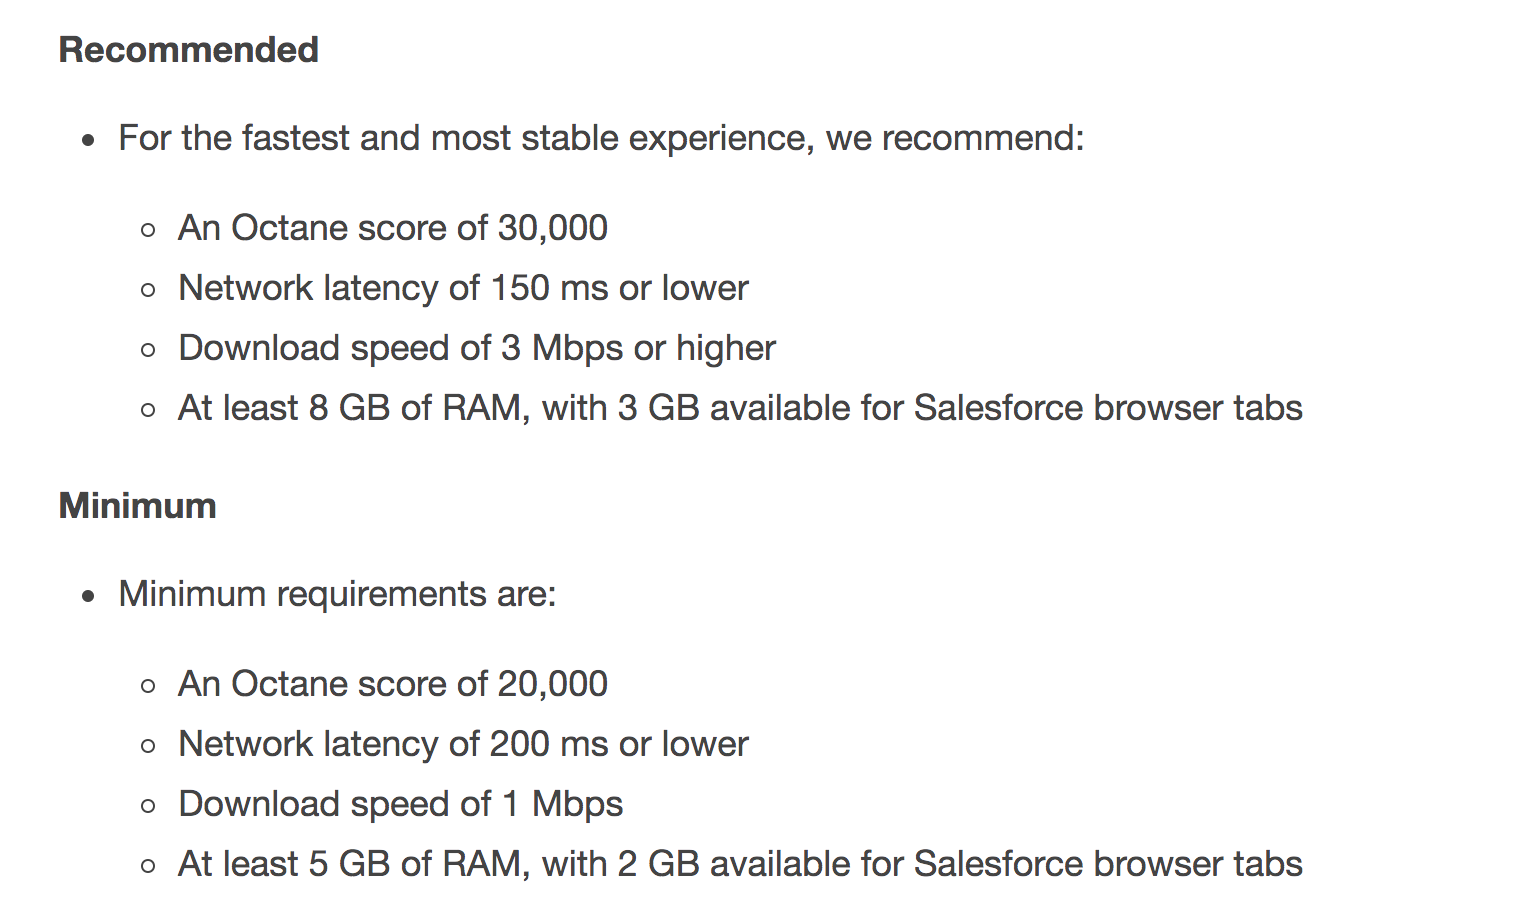 Recommended
For the fastest and most stable experience, we recommend:
An Octane score of 30,000
Network latency of 150 ms or lower
Download speed of 3 Mbps or higher
At least 8 GB of RAM, with 3 GB available for Salesforce browser tabs
Minimum
Minimum requirements are:
An Octane score of 20,000
Network latency of 200 ms or lower
Download speed of 1 Mbps
At least 5 GB of RAM, with 2 GB available for Salesforce browser tabs